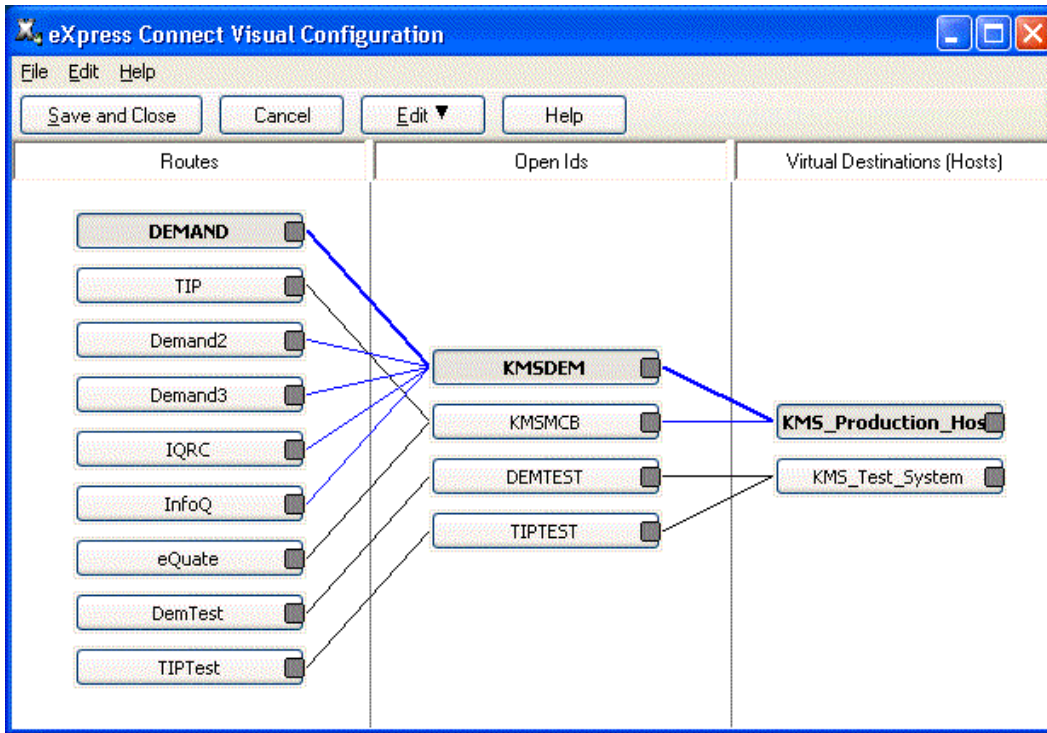 eXpress Connect Visual Configuration
File Edit Help
Save and Close Cancel Edit▼ Help
Routes Open Ids Virtual Destinations (Hosts)
DEMAND
TIP
Demand2
Demand3
IQRC
InfoQ
eQuate
DemTest
TIPTest
KMSDEM
KMSMCB
DEMTEST
TIPTEST
KMS_Production_Hos
KMS_Test_System